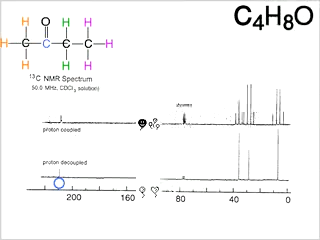 C4H8O
H O H H
H C C C C H
H H H
13C NMR Spectrum
50.0 MHz, CDCl3 solution)
proton coupled
proton decoupled
200 160 80 40 0